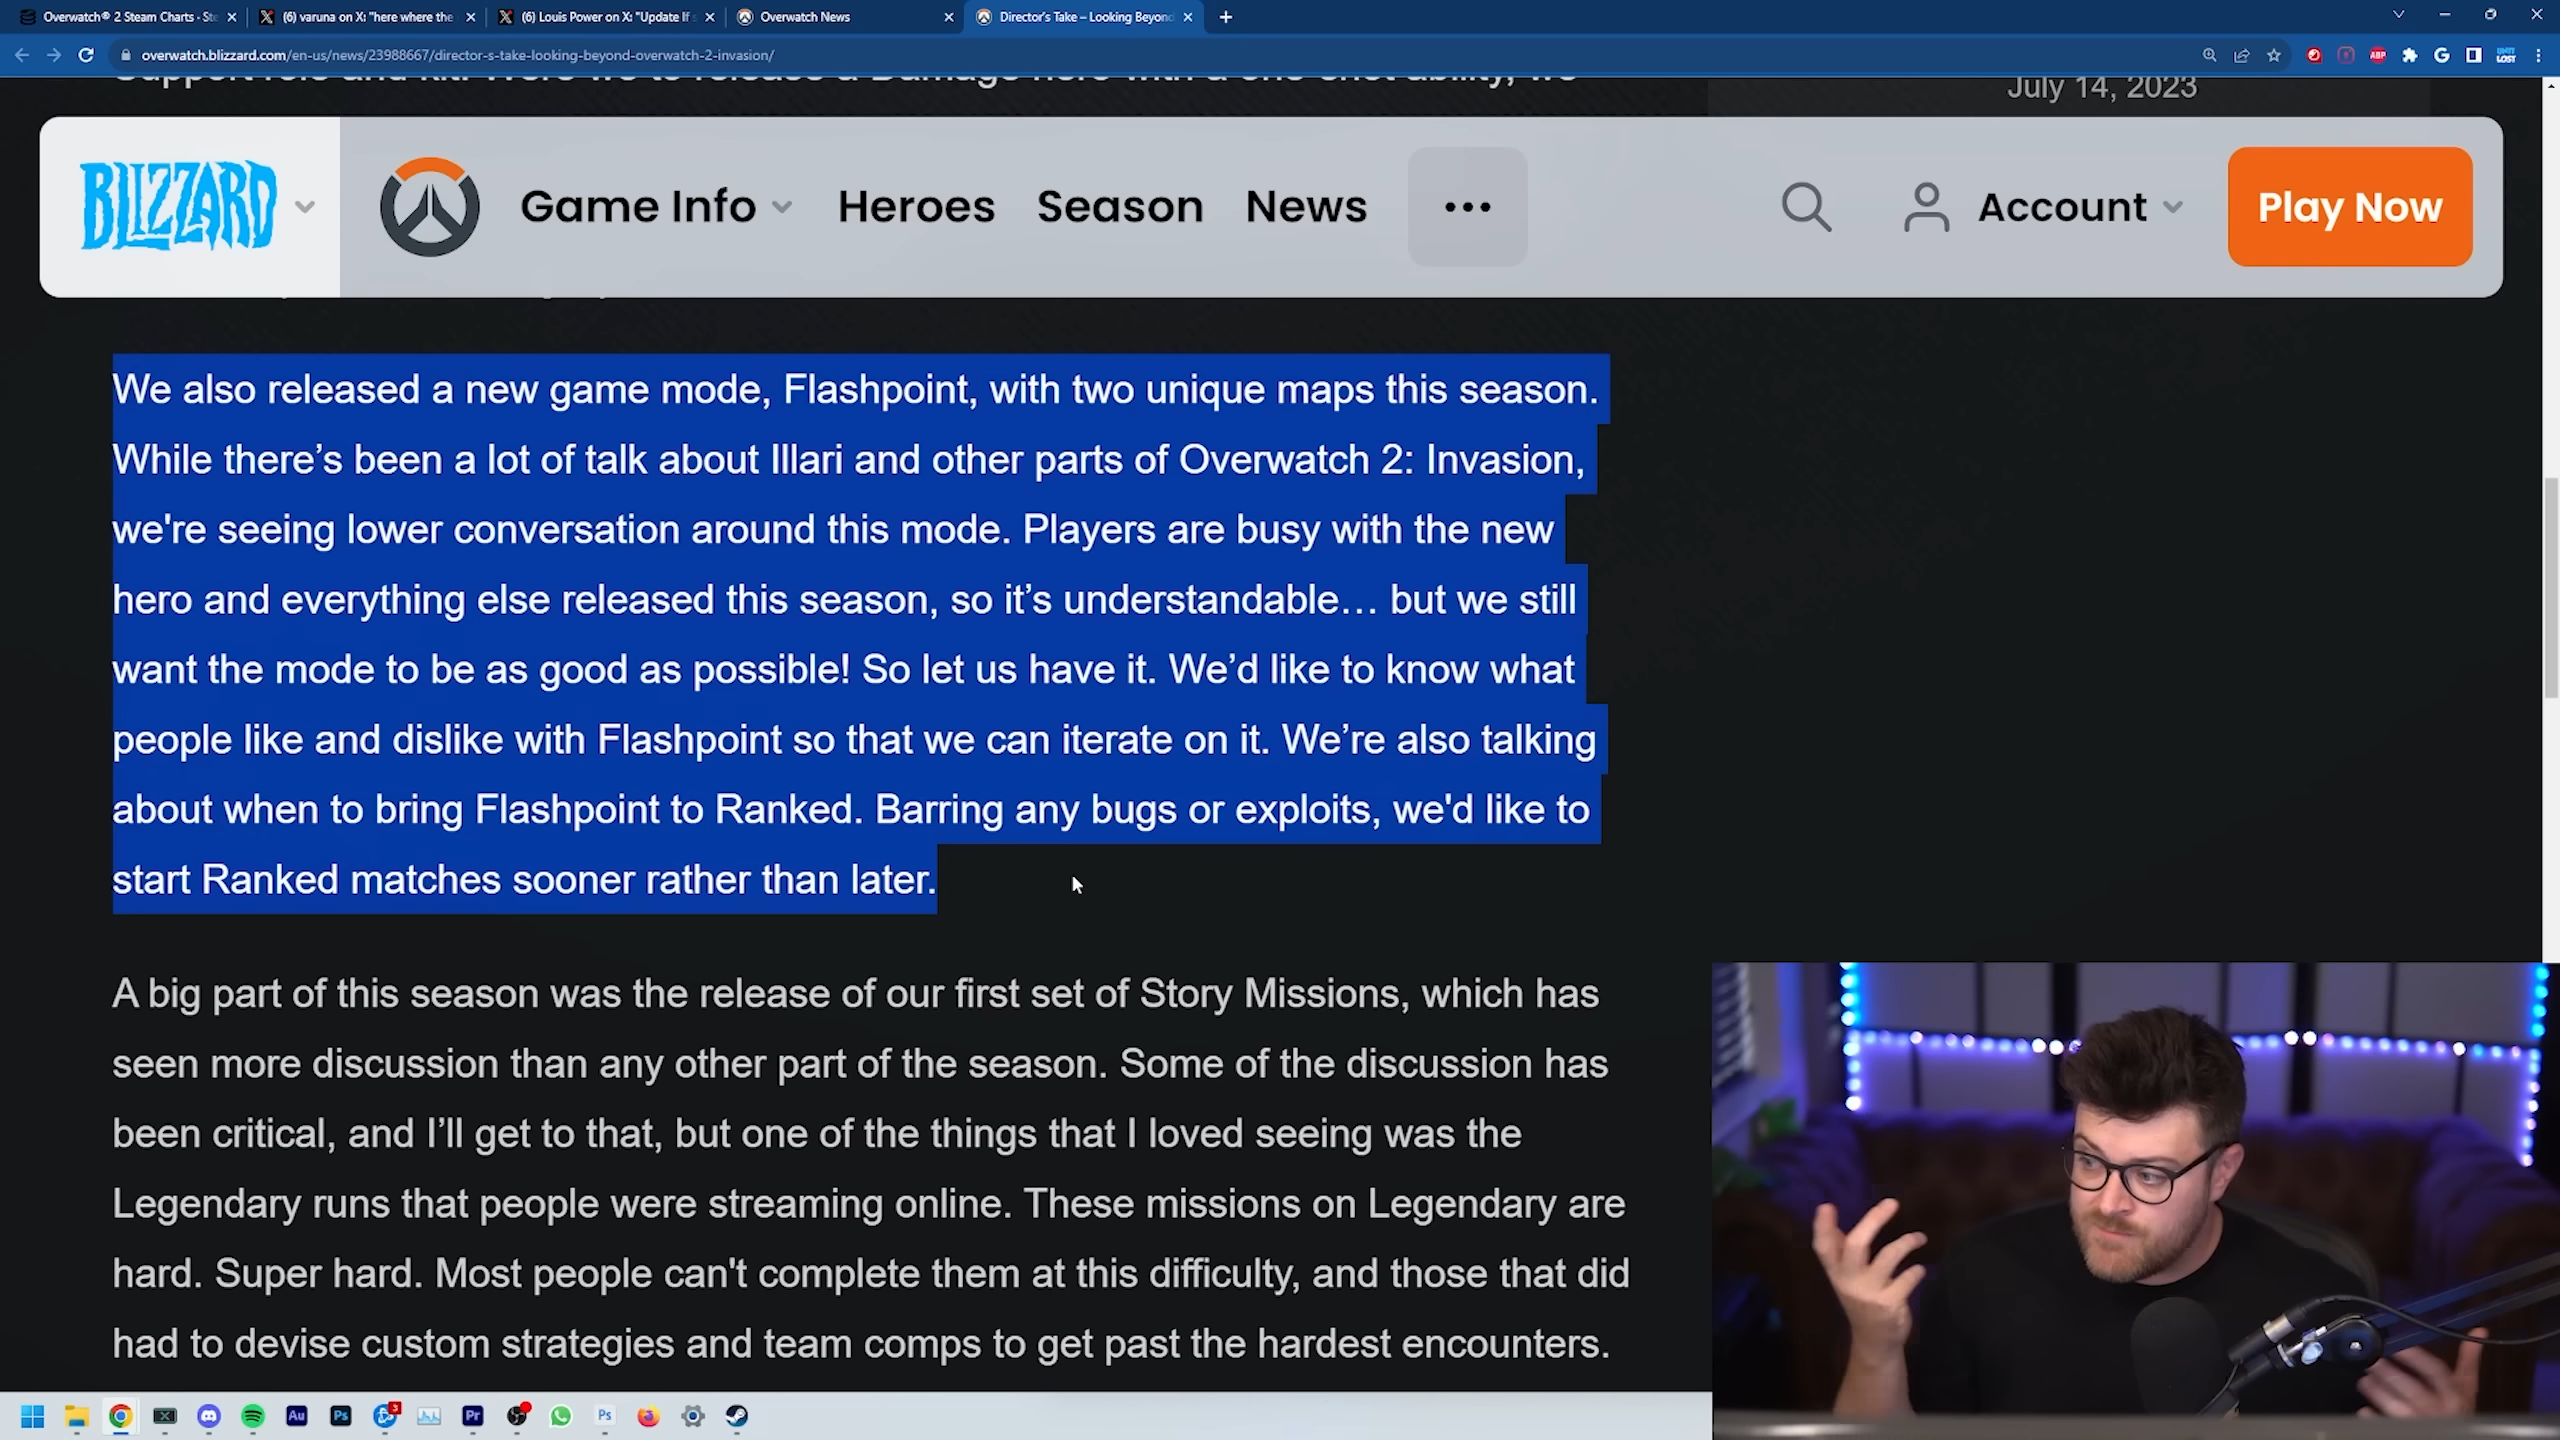 Overwatch® 2 Steam Charts · Ste
(6) varuna on X: "here where the
(6) Louis Power on X: "Update If
Overwatch News
Director's Take – Looking Beyond
overwatch.blizzard.com/en-us/news/23988667/director-s-take-looking-beyond-overwatch-2-invasion/
ABP
July 14, 2023
BLIZZARD
Game Info
Heroes
Season
News
Account
Play Now
We also released a new game mode, Flashpoint, with two unique maps this season.
While there's been a lot of talk about Illari and other parts of Overwatch 2: Invasion,
we're seeing lower conversation around this mode. Players are busy with the new
hero and everything else released this season, so it's understandable… but we still
want the mode to be as good as possible! So let us have it. We'd like to know what
people like and dislike with Flashpoint so that we can iterate on it. We're also talking
about when to bring Flashpoint to Ranked. Barring any bugs or exploits, we'd like to
start Ranked matches sooner rather than later.
A big part of this season was the release of our first set of Story Missions, which has
seen more discussion than any other part of the season. Some of the discussion has
been critical, and I'll get to that, but one of the things that I loved seeing was the
Legendary runs that people were streaming online. These missions on Legendary are
hard. Super hard. Most people can't complete them at this difficulty, and those that did
had to devise custom strategies and team comps to get past the hardest encounters.
Au
Ps
3
Pr
Ps